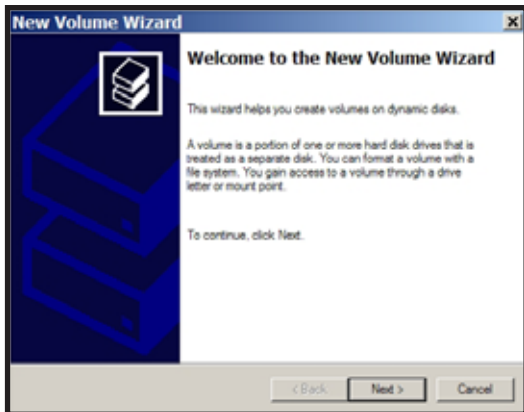 New Volume Wizard
Welcome to the New Volume Wizard
This wizard helps you create volumes on dynamic disks.
A volume is a portion of one or more hard disk drives that is
treated as a separate disk. You can format a volume with a
file system. You gain access to a volume through a drive
letter or mount point.
To continue, click Next.
< Back
Next >
Cancel